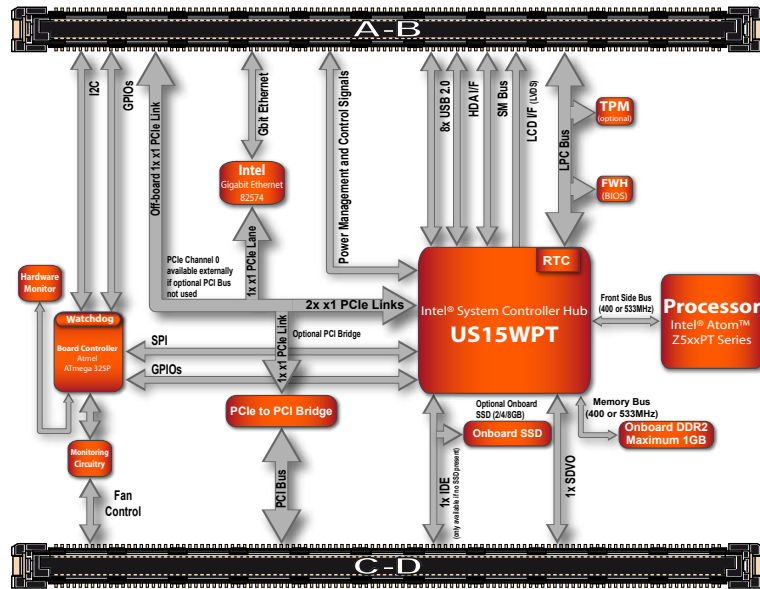 A-B
I2C
GPIOs
Off-board 1x x1 PCIe Link
Gbit Ethernet
Power Management and Control Signals
8x USB 2.0
HDA I/F
SM Bus
LCD I/F (LVDS)
LPC Bus
TPM
(optional)
FWH
(BIOS)
Intel
Gigabit Ethernet
82574
1x x1 PCIe Lane
PCIe Channel 0
available externally
if optional PCI Bus
not used
2x x1 PCIe Links
RTC
Intel® System Controller Hub
US15WPT
Front Side Bus
(400 or 533MHz)
Processor
Intel® Atom™
Z5xxPT Series
Hardware
Monitor
Watchdog
Board Controller
Atmel
ATmega 325P
SPI
GPIOs
1x x1 PCIe Link
Optional PCI Bridge
PCIe to PCI Bridge
Optional Onboard
SSD (2/4/8GB)
Onboard SSD
Memory Bus
(400 or 533MHz)
Onboard DDR2
Maximum 1GB
Monitoring
Circuitry
Fan
Control
PCI Bus
1x IDE
(only available if no SSD present)
1x SDVO
C-D